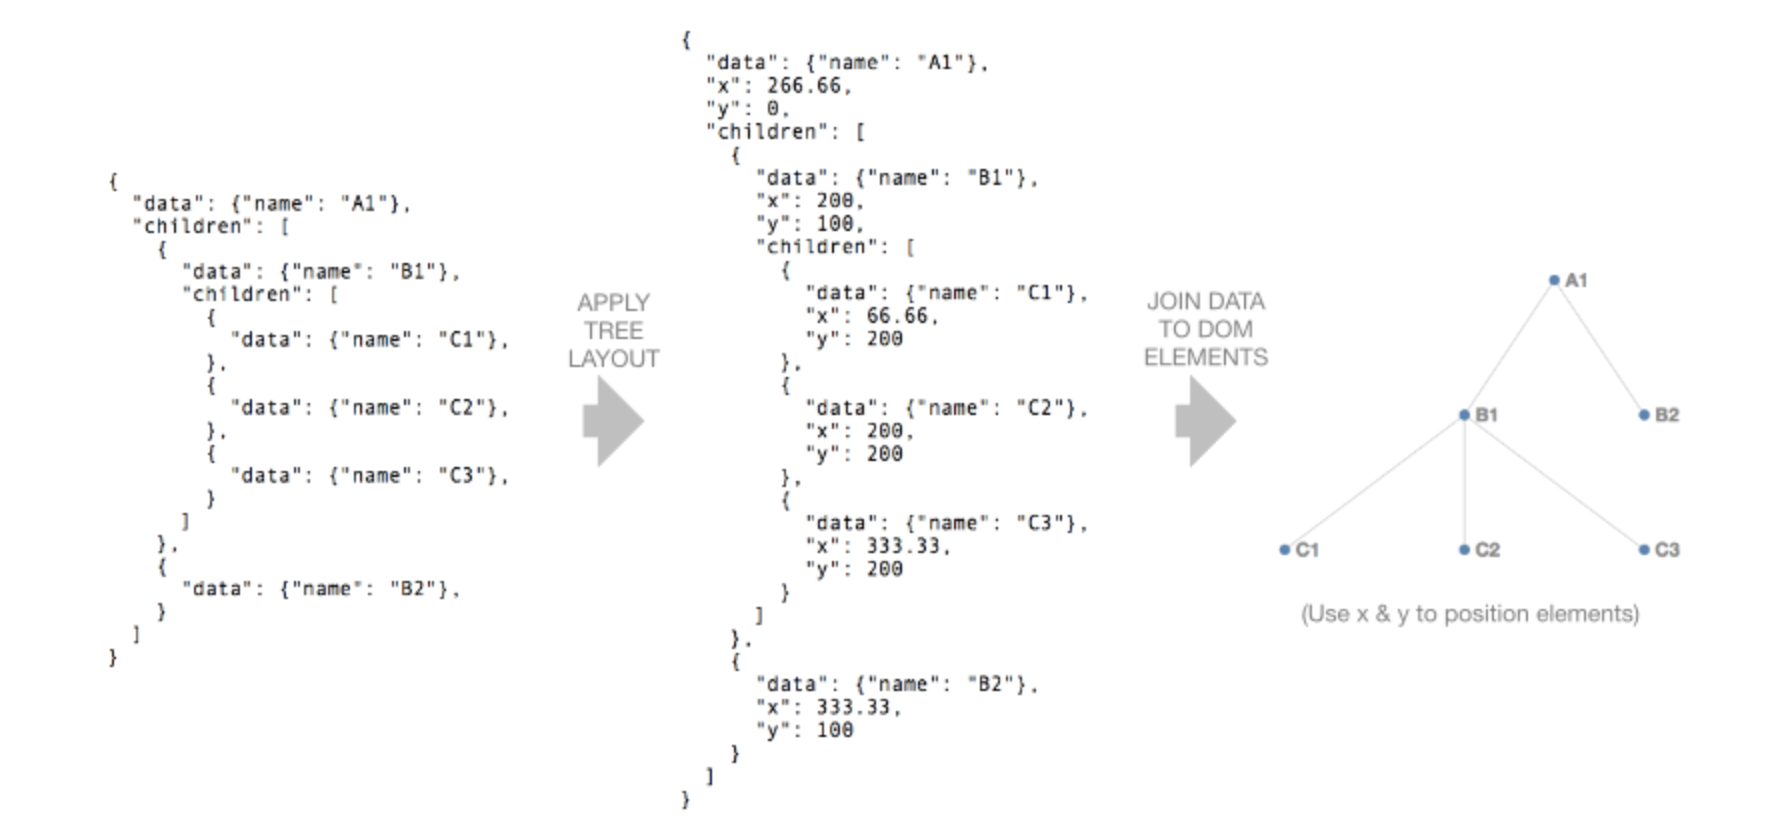 {
  "data": {"name": "A1"},
  "children": [
    {
      "data": {"name": "B1"},
      "children": [
        {
          "data": {"name": "C1"},
        },
        {
          "data": {"name": "C2"},
        },
        {
          "data": {"name": "C3"},
        }
      ]
    },
    {
      "data": {"name": "B2"},
    }
  ]
}
APPLY
TREE
LAYOUT
{
  "data": {"name": "A1"},
  "x": 266.66,
  "y": 0,
  "children": [
    {
      "data": {"name": "B1"},
      "x": 200,
      "y": 100,
      "children": [
        {
          "data": {"name": "C1"},
          "x": 66.66,
          "y": 200
        },
        {
          "data": {"name": "C2"},
          "x": 200,
          "y": 200
        },
        {
          "data": {"name": "C3"},
          "x": 333.33,
          "y": 200
        }
      ]
    },
    {
      "data": {"name": "B2"},
      "x": 333.33,
      "y": 100
    }
  ]
}
JOIN DATA
TO DOM
ELEMENTS
A1
B1 B2
C1 C2 C3
(Use x & y to position elements)